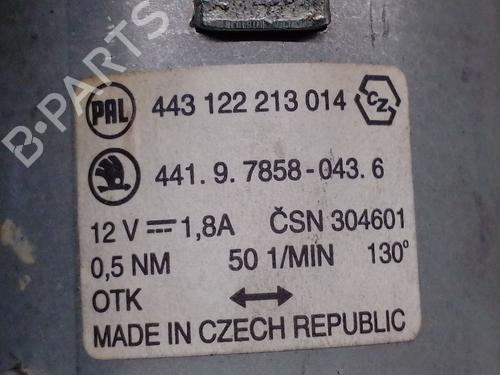 B-PARTS
PAL 443 122 213 014 CZ
441. 9. 7858-043. 6
12 V 1,8A ČSN 304601
0,5 NM 50 1/MIN 130°
OTK
MADE IN CZECH REPUBLIC